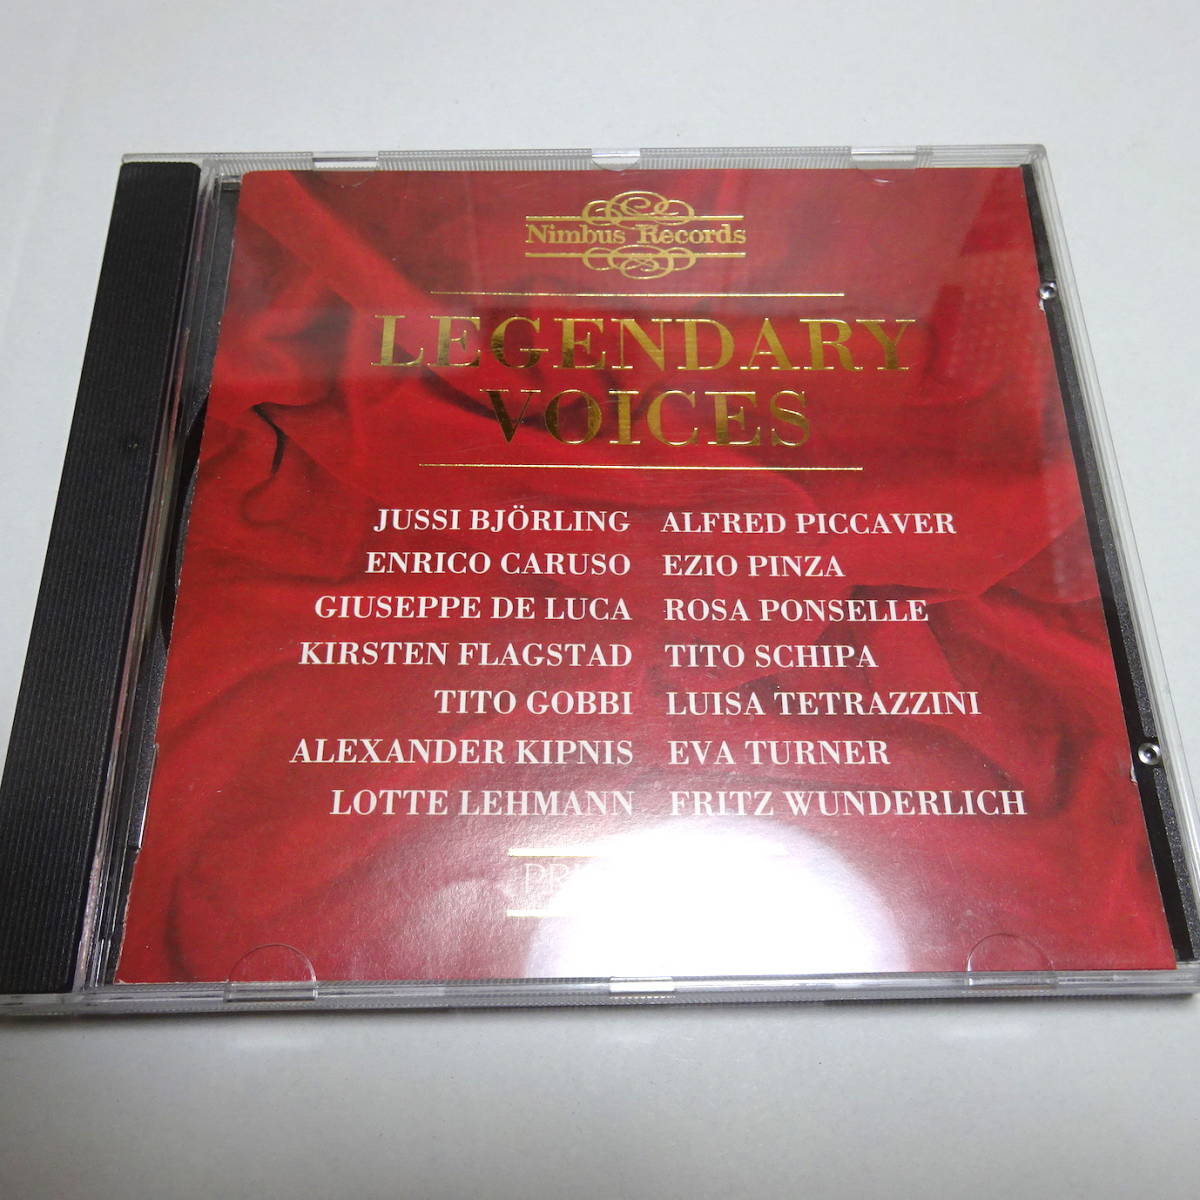 Nimbus Records
LEGENDARY
VOICES
JUSSI BJÖRLING ALFRED PICCAVER
ENRICO CARUSO EZIO PINZA
GIUSEPPE DE LUCA ROSA PONSELLE
KIRSTEN FLAGSTAD TITO SCHIPA
TITO GOBBI LUISA TETRAZZINI
ALEXANDER KIPNIS EVA TURNER
LOTTE LEHMANN FRITZ WUNDERLICH